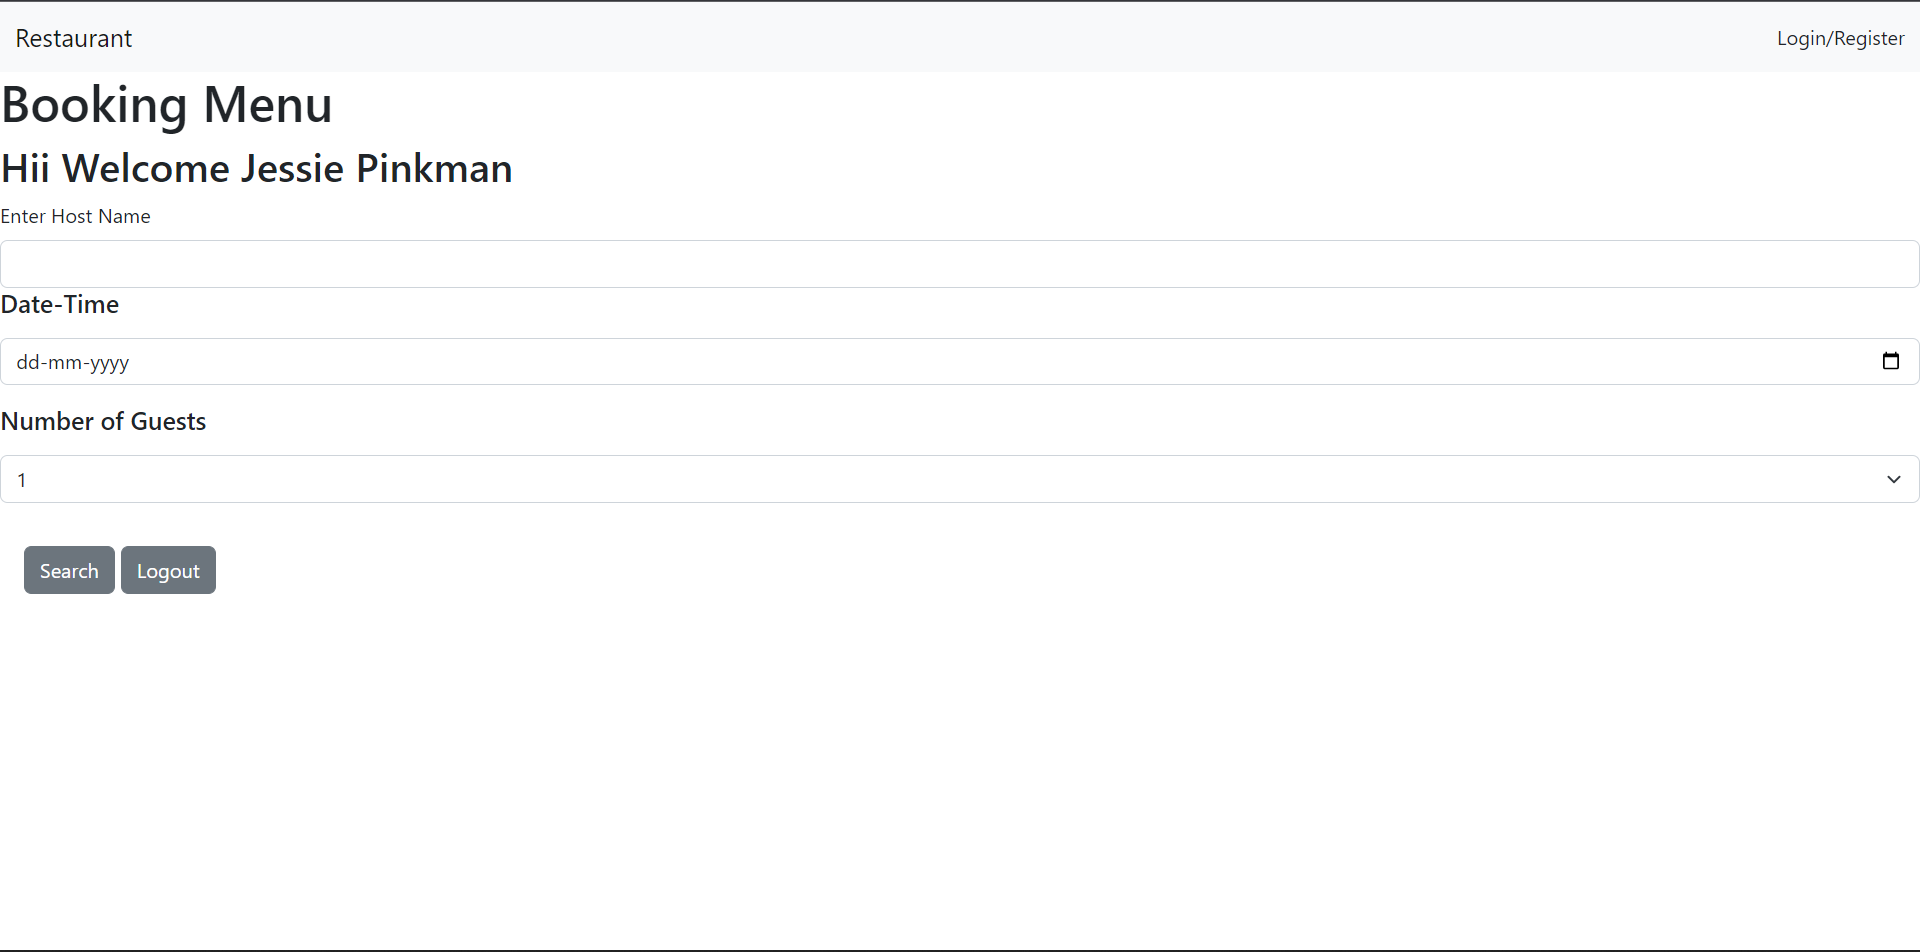 Restaurant Login/Register
Booking Menu
Hii Welcome Jessie Pinkman
Enter Host Name
Date-Time
dd-mm-yyyy
Number of Guests
1
Search Logout